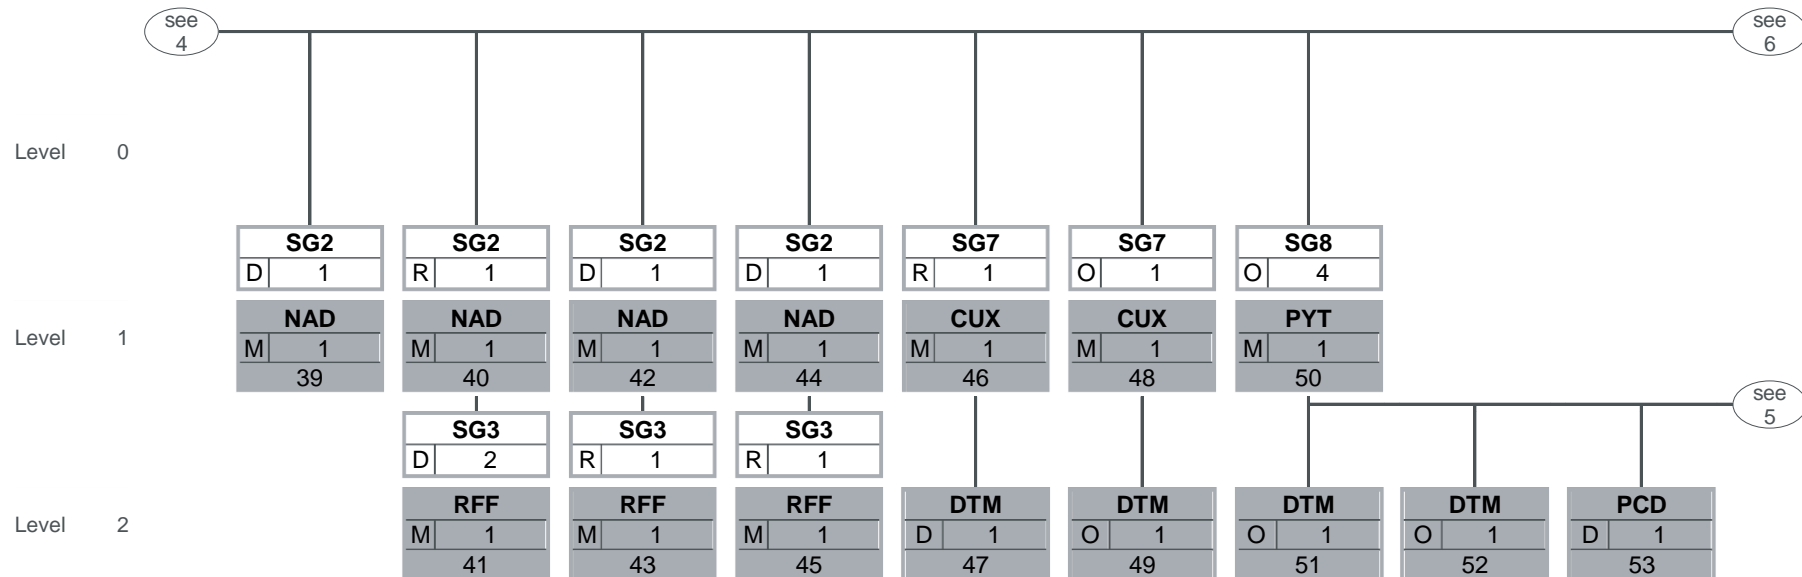 see
4
see
6
Level 0
SG2 SG2 SG2 SG2 SG7 SG7 SG8
D 1 R 1 D 1 D 1 R 1 O 1 O 4
NAD NAD NAD NAD CUX CUX PYT
Level 1
M 1 M 1 M 1 M 1 M 1 M 1 M 1
39 40 42 44 46 48 50
see
5
SG3 SG3 SG3
D 2 R 1 R 1
RFF RFF RFF DTM DTM DTM DTM PCD
Level 2
M 1 M 1 M 1 D 1 O 1 O 1 O 1 D 1
41 43 45 47 49 51 52 53